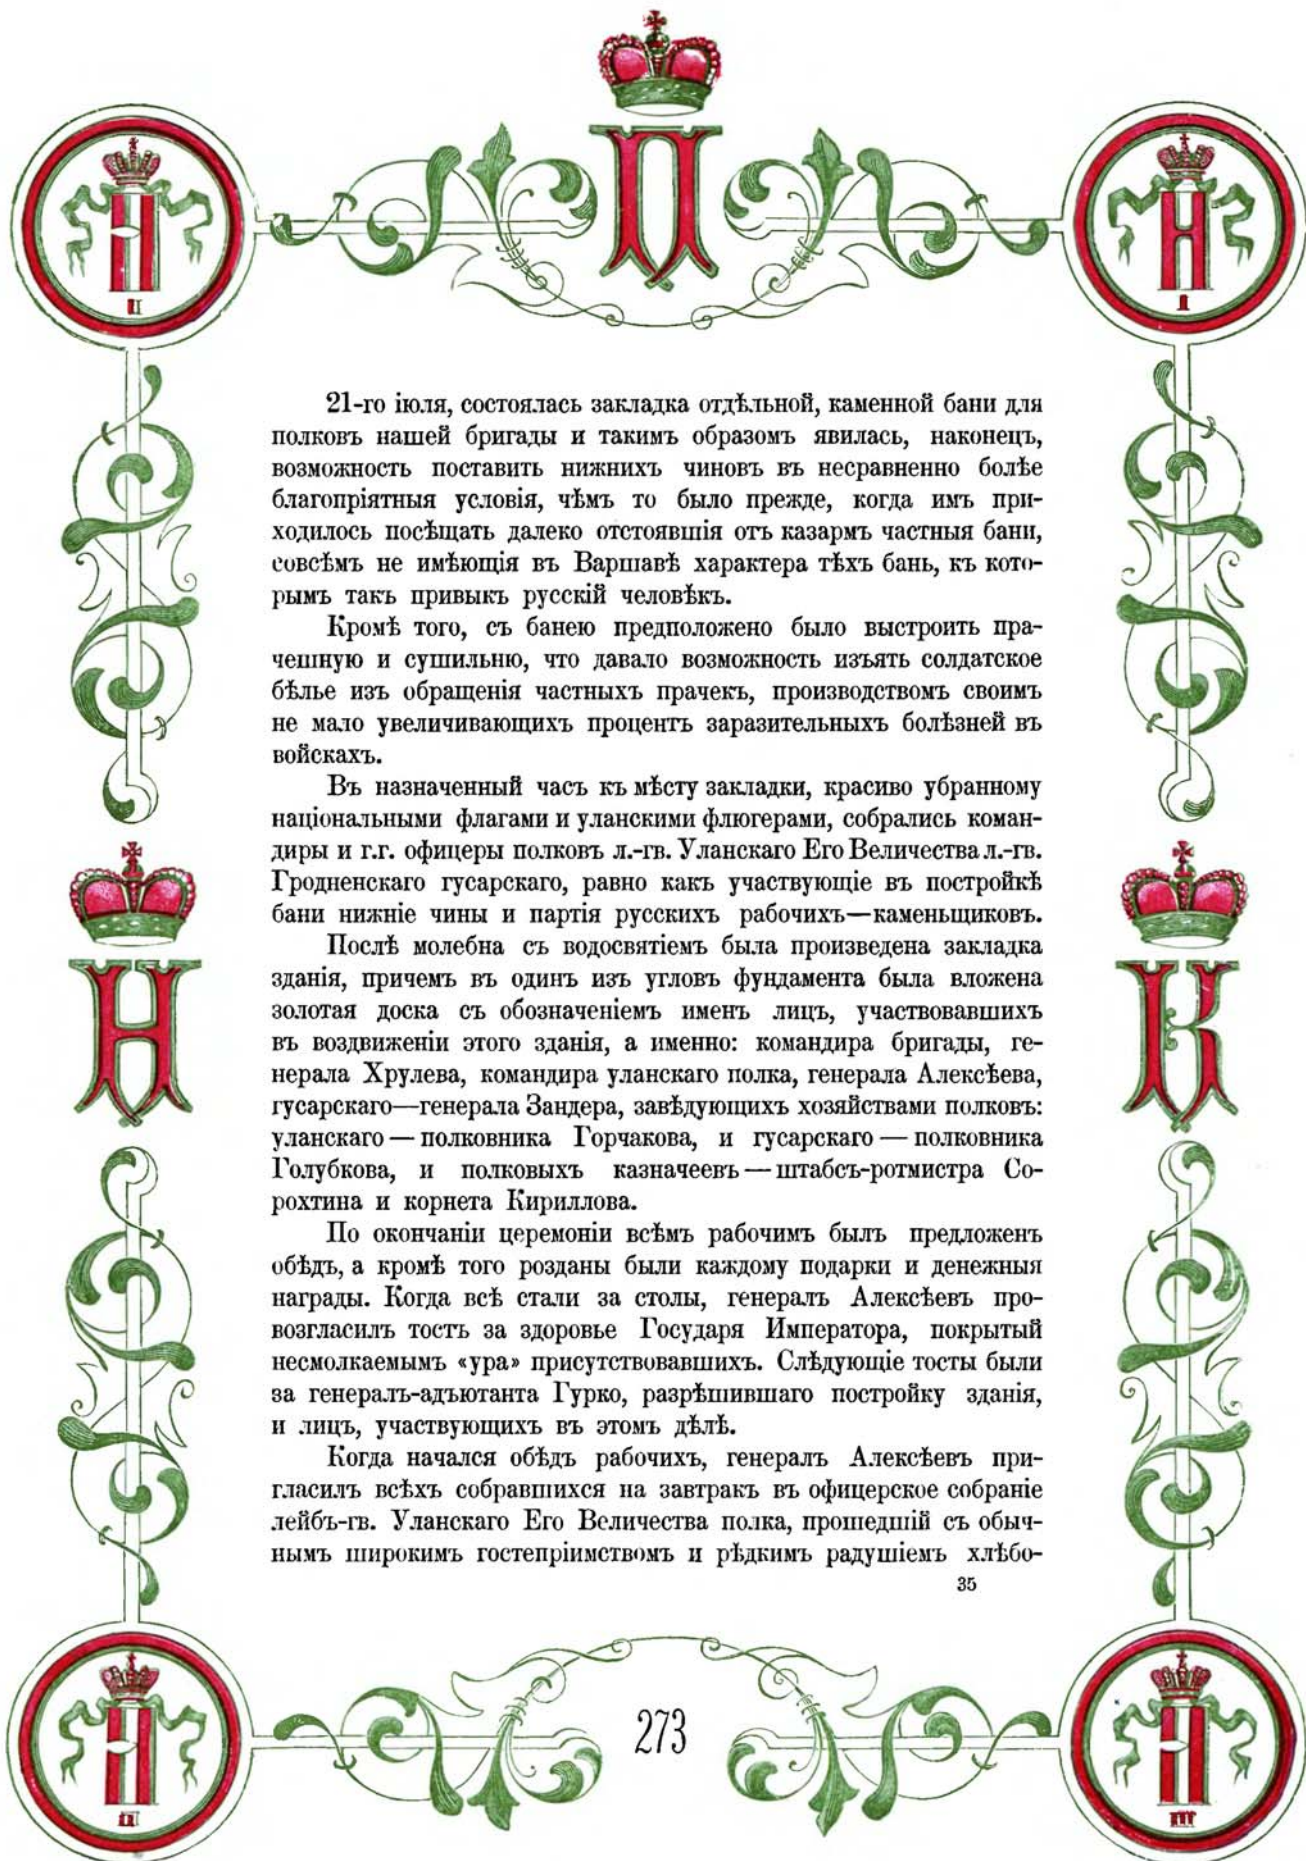 П
II
Н
I
21-го іюля, состоялась закладка отдѣльной, каменной бани для
полковъ нашей бригады и такимъ образомъ явилась, наконецъ,
возможность поставить нижнихъ чиновъ въ несравненно болѣе
благопріятныя условія, чѣмъ то было прежде, когда имъ при-
ходилось посѣщать далеко отстоявшія отъ казармъ частныя бани,
совсѣмъ не имѣющія въ Варшавѣ характера тѣхъ бань, къ кото-
рымъ такъ привыкъ русскій человѣкъ.
Кромѣ того, съ банею предположено было выстроить пра-
чешную и сушильню, что давало возможность изъять солдатское
бѣлье изъ обращенія частныхъ прачекъ, производствомъ своимъ
не мало увеличивающихъ процентъ заразительныхъ болѣзней въ
войскахъ.
Въ назначенный часъ къ мѣсту закладки, красиво убранному
національными флагами и уланскими флюгерами, собрались коман-
диры и г.г. офицеры полковъ л.-гв. Уланскаго Его Величества л.-гв.
Гродненскаго гусарскаго, равно какъ участвующіе въ постройкѣ
бани нижніе чины и партія русскихъ рабочихъ—каменьщиковъ.
Послѣ молебна съ водосвятіемъ была произведена закладка
зданія, причемъ въ одинъ изъ угловъ фундамента была вложена
золотая доска съ обозначеніемъ именъ лицъ, участвовавшихъ
въ воздвиженіи этого зданія, а именно: командира бригады, ге-
нерала Хрулева, командира уланскаго полка, генерала Алексѣева,
гусарскаго—генерала Зандера, завѣдующихъ хозяйствами полковъ:
уланскаго — полковника Горчакова, и гусарскаго — полковника
Голубкова, и полковыхъ казначеевъ — штабсъ-ротмистра Со-
рохтина и корнета Кириллова.
По окончаніи церемоніи всѣмъ рабочимъ былъ предложенъ
обѣдъ, а кромѣ того розданы были каждому подарки и денежныя
награды. Когда всѣ стали за столы, генералъ Алексѣевъ про-
возгласилъ тостъ за здоровье Государя Императора, покрытый
несмолкаемымъ «ура» присутствовавшихъ. Слѣдующіе тосты были
за генералъ-адъютанта Гурко, разрѣшившаго постройку зданія,
и лицъ, участвующихъ въ этомъ дѣлѣ.
Когда начался обѣдъ рабочихъ, генералъ Алексѣевъ при-
гласилъ всѣхъ собравшихся на завтракъ въ офицерское собраніе
лейбъ-гв. Уланскаго Его Величества полка, прошедшій съ обыч-
нымъ широкимъ гостепріимствомъ и рѣдкимъ радушіемъ хлѣбо-
35
Н
К
273
III